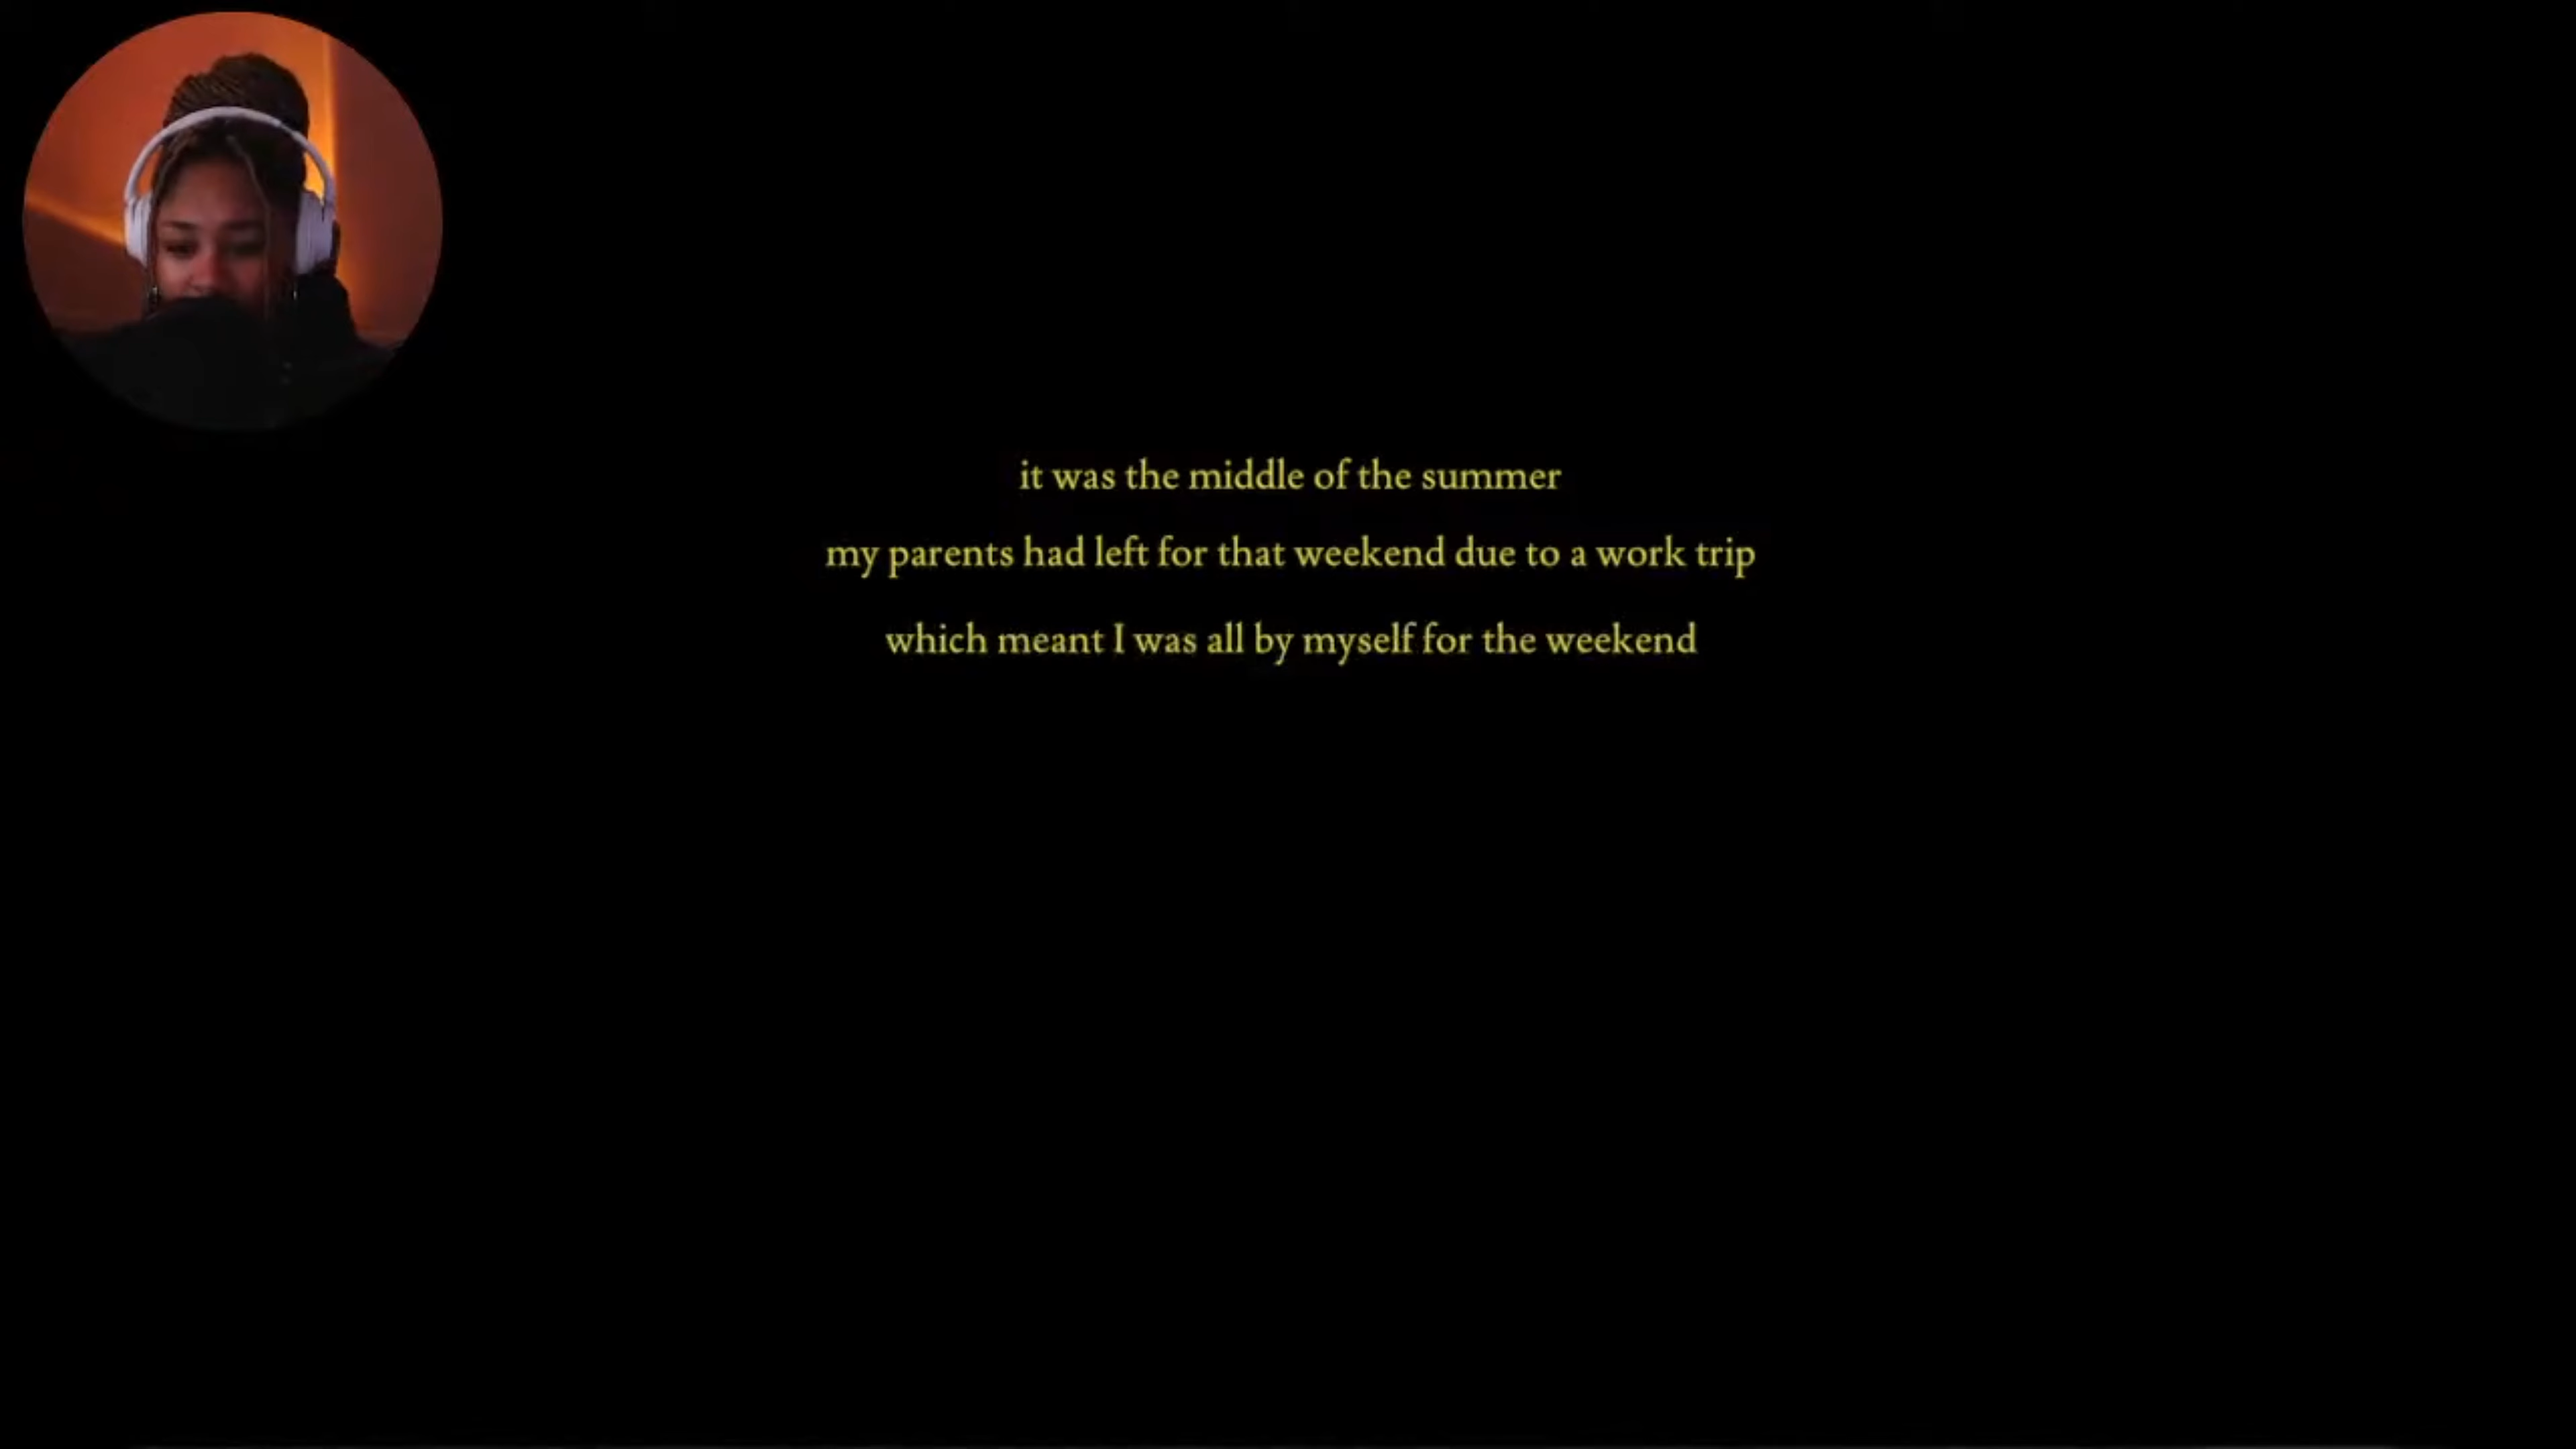 it was the middle of the summer
my parents had left for that weekend due to a work trip
which meant I was all by myself for the weekend